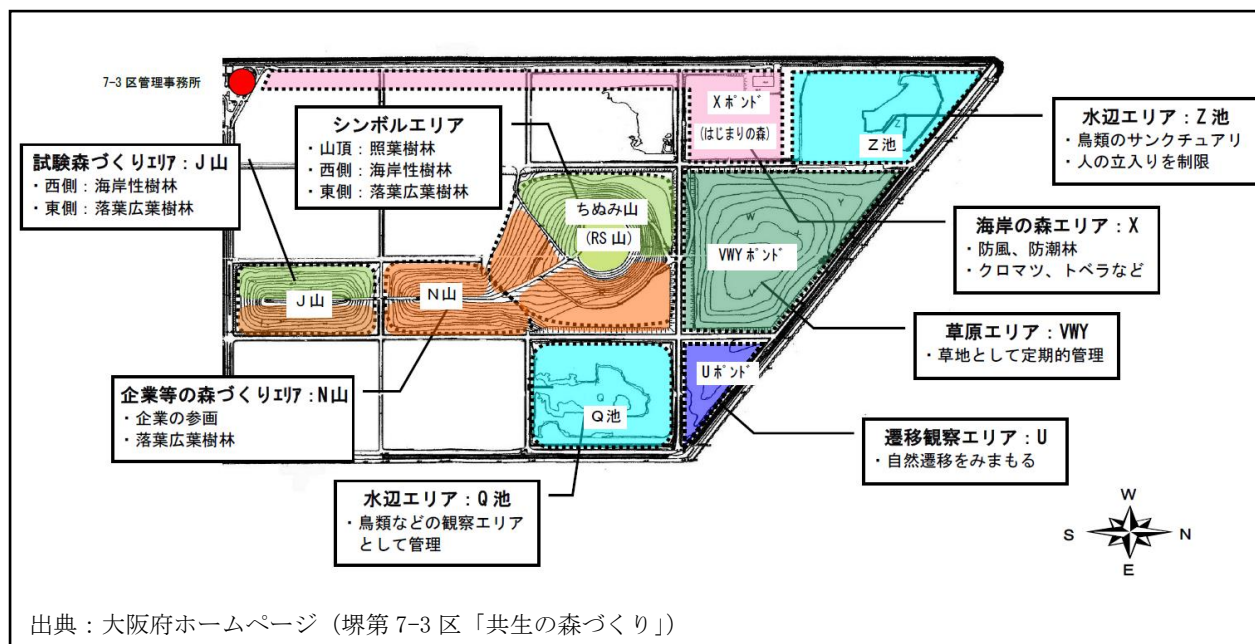 7-3 区管理事務所
Xポンド
(はじまりの森)
Z
Z池
水辺エリア：Z池
・鳥類のサンクチュアリ
・人の立入りを制限
シンボルエリア
・山頂：照葉樹林
・西側：海岸性樹林
・東側：落葉広葉樹林
試験森づくりエリア：J山
・西側：海岸性樹林
・東側：落葉広葉樹林
ちぬみ山
(RS山)
W
Y
VWYポンド
V
海岸の森エリア：X
・防風、防潮林
・クロマツ、トベラなど
J山
N山
草原エリア：VWY
・草地として定期的管理
Uポンド
企業等の森づくりエリア：N山
・企業の参画
・落葉広葉樹林
Q池
遷移観察エリア：U
・自然遷移をみまもる
水辺エリア：Q池
・鳥類などの観察エリア
として管理
W
S
N
E
出典：大阪府ホームページ（堺第 7-3 区「共生の森づくり」）